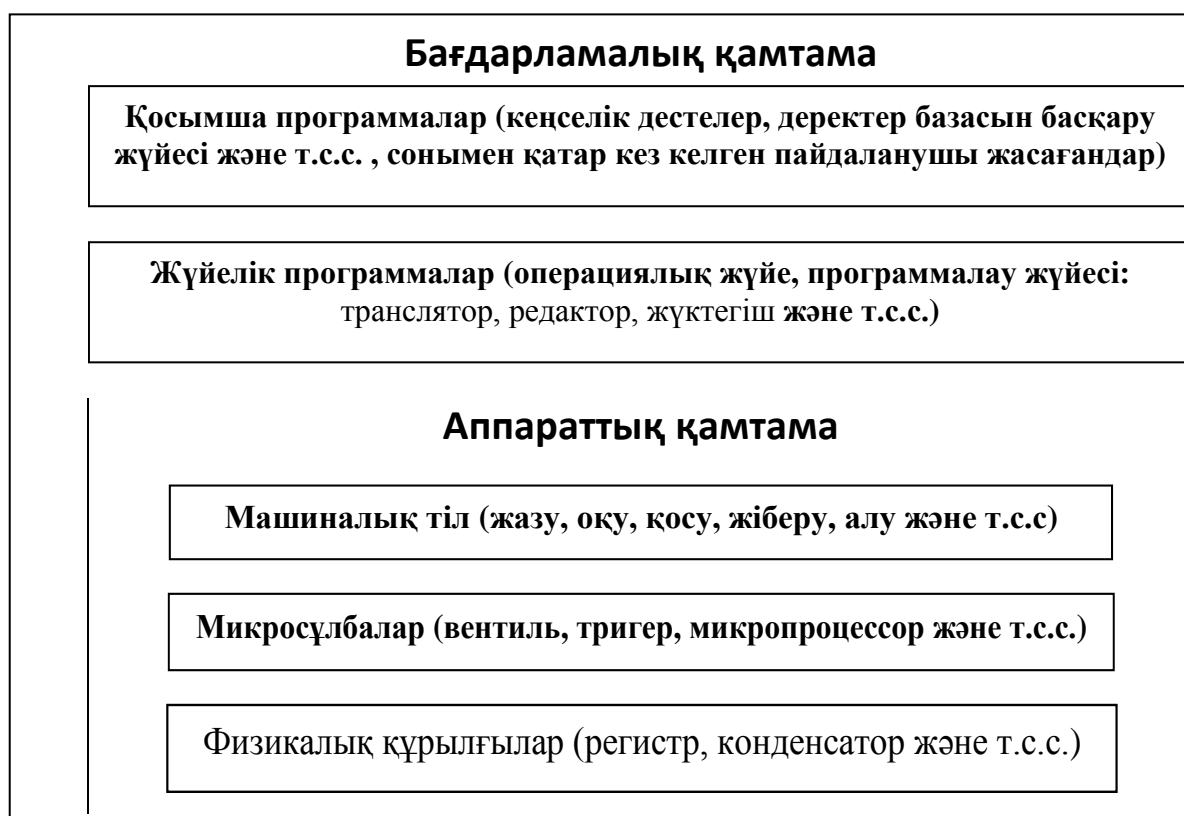 Бағдарламалық қамтама
Қосымша программалар (кеңселік дестелер, деректер базасын басқару
жүйесі және т.с.с. , сонымен қатар кез келген пайдаланушы жасағандар)
Жүйелік программалар (операциялық жүйе, программалау жүйесі:
транслятор, редактор, жүктегіш және т.с.с.)
Аппараттық қамтама
Машиналық тіл (жазу, оқу, қосу, жіберу, алу және т.с.с)
Микросұлбалар (вентиль, тригер, микропроцессор және т.с.с.)
Физикалық құрылғылар (регистр, конденсатор және т.с.с.)